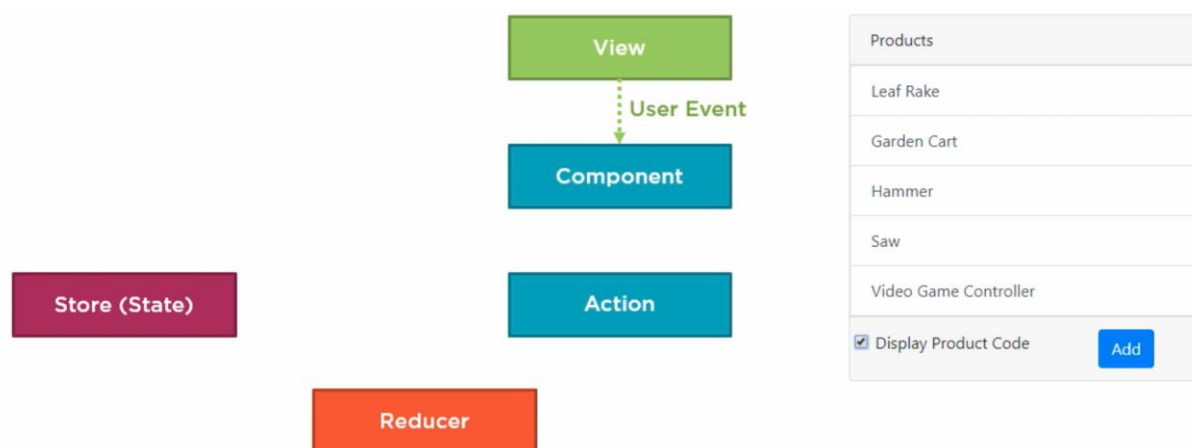 View
User Event
Component
Store (State)
Action
Reducer
Products
Leaf Rake
Garden Cart
Hammer
Saw
Video Game Controller
Display Product Code
Add